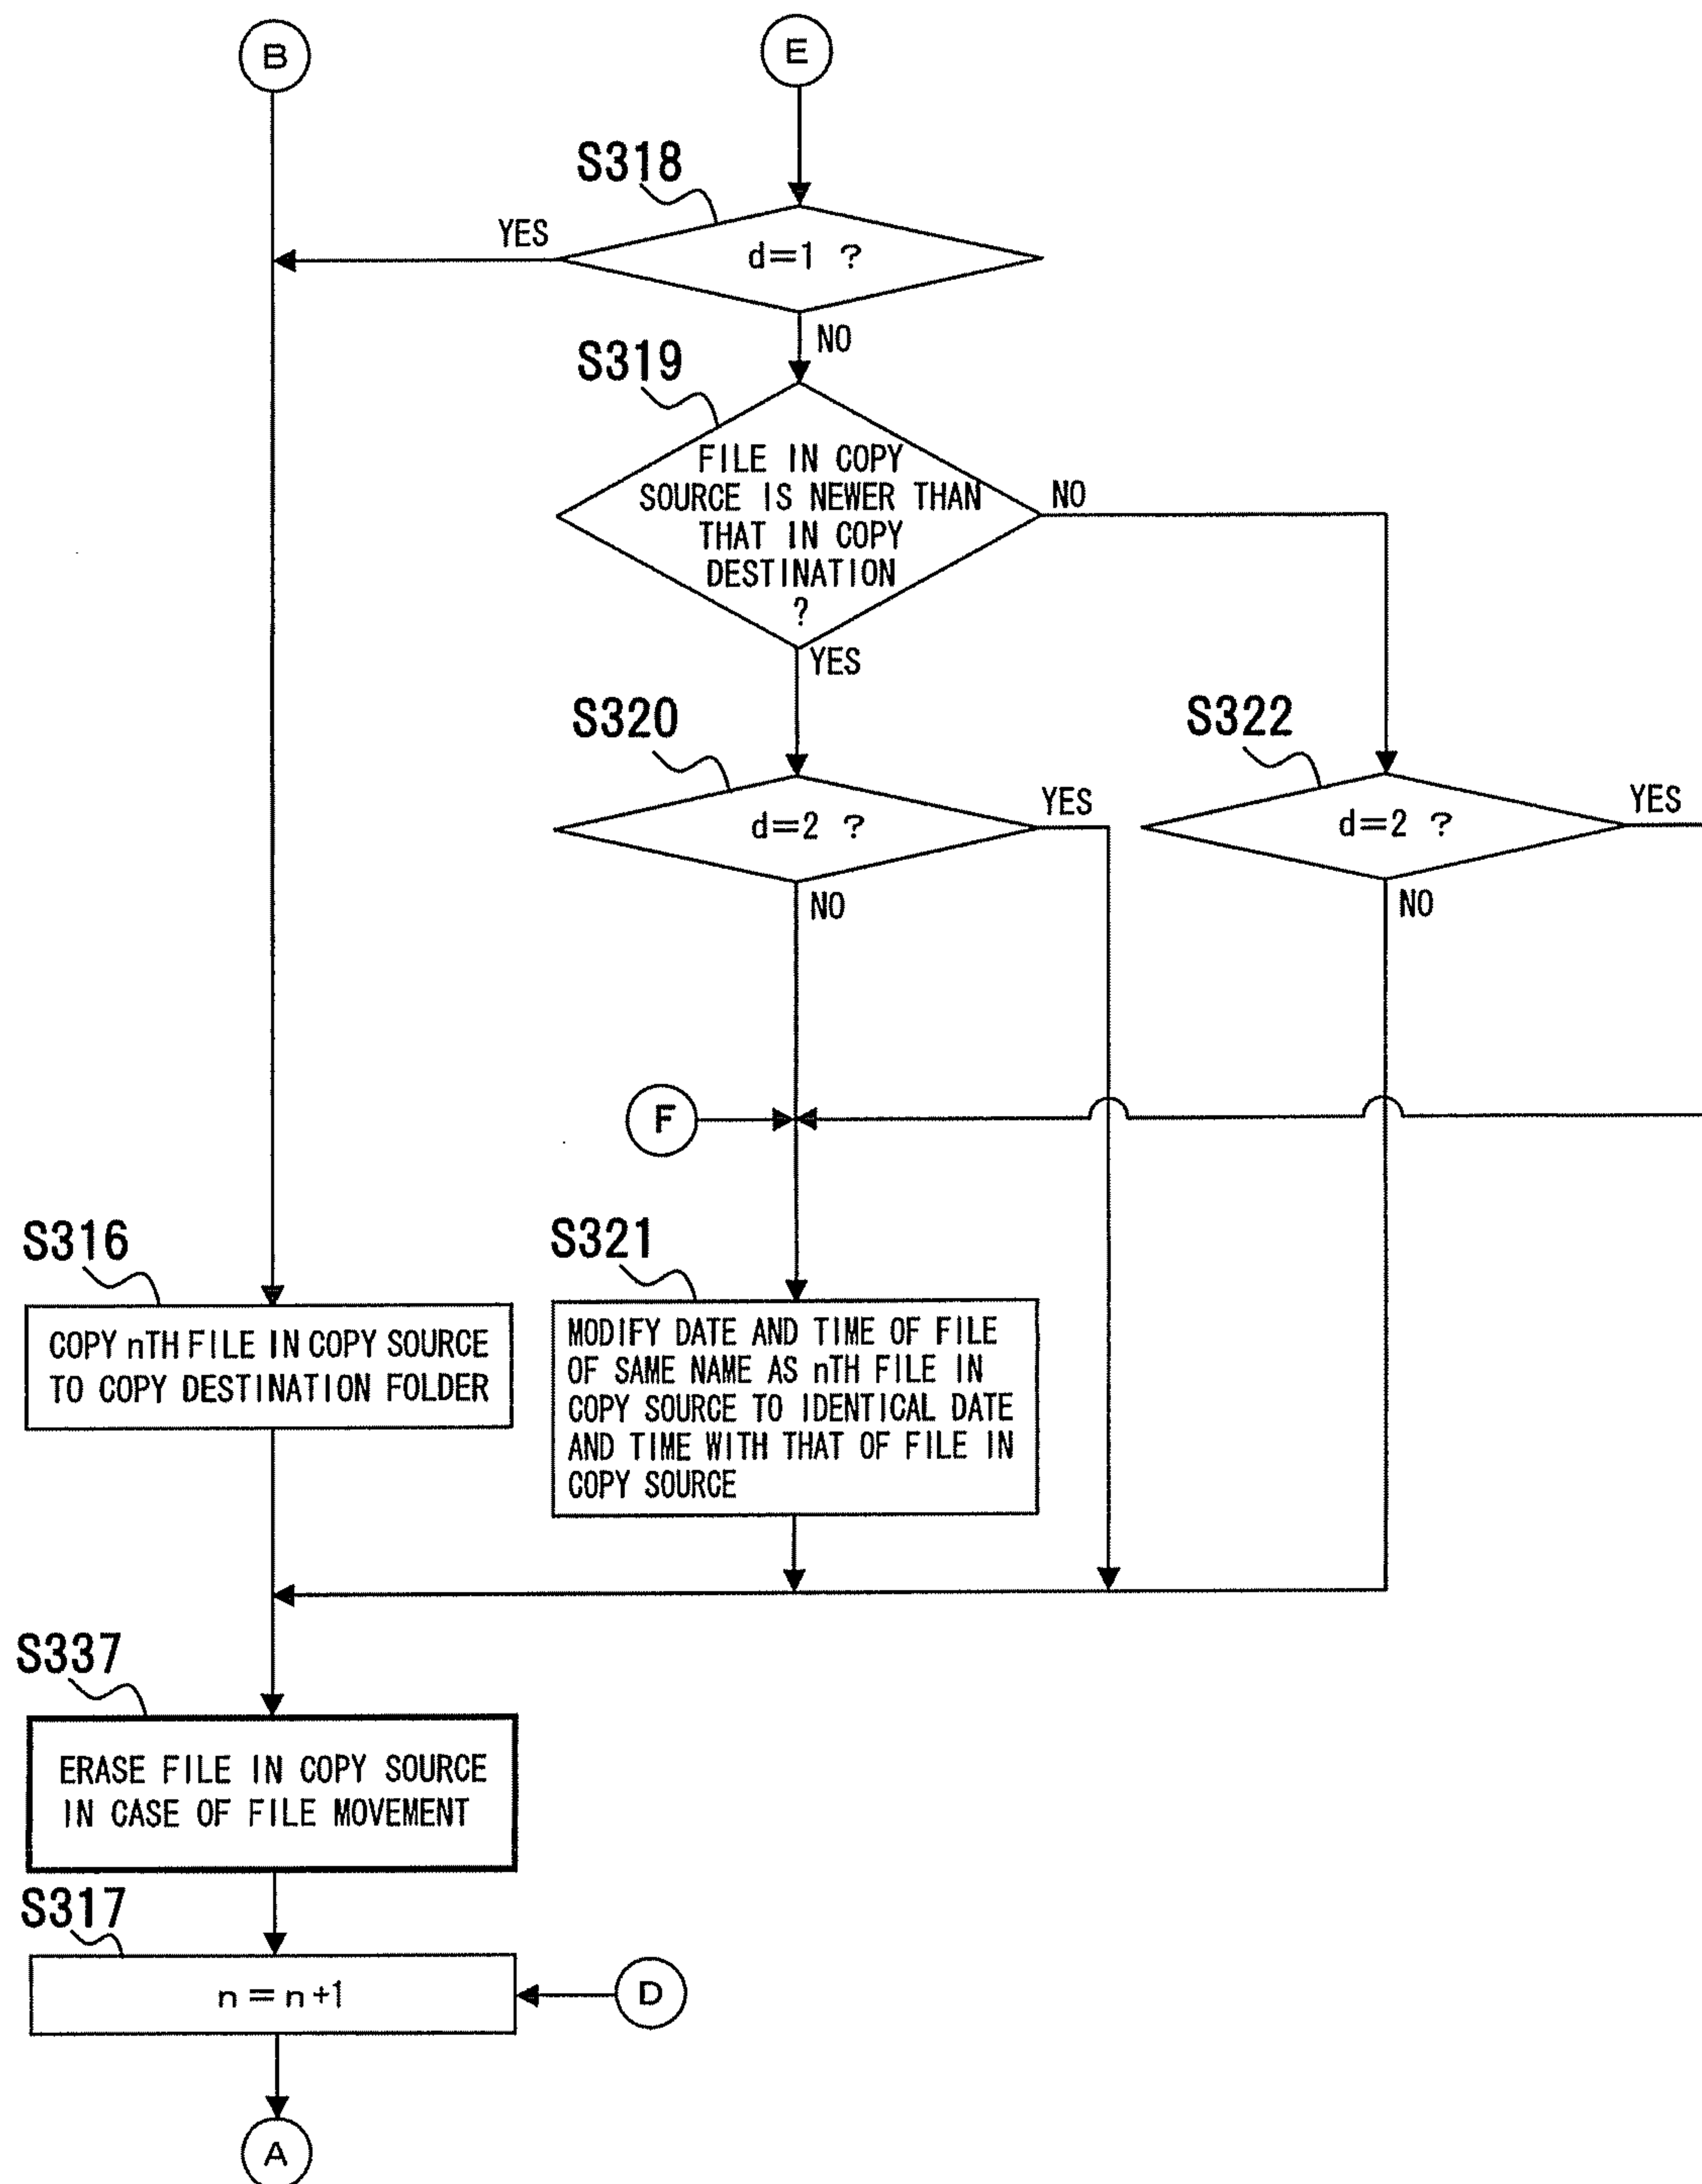 B
E
S318
YES
d=1 ?
NO
S319
FILE IN COPY
SOURCE IS NEWER THAN
THAT IN COPY
DESTINATION
?
NO
YES
S320
d=2 ?
YES
NO
S322
d=2 ?
YES
NO
F
S316
COPY nTH FILE IN COPY SOURCE
TO COPY DESTINATION FOLDER
S321
MODIFY DATE AND TIME OF FILE
OF SAME NAME AS nTH FILE IN
COPY SOURCE TO IDENTICAL DATE
AND TIME WITH THAT OF FILE IN
COPY SOURCE
S337
ERASE FILE IN COPY SOURCE
IN CASE OF FILE MOVEMENT
S317
n=n+1
D
A